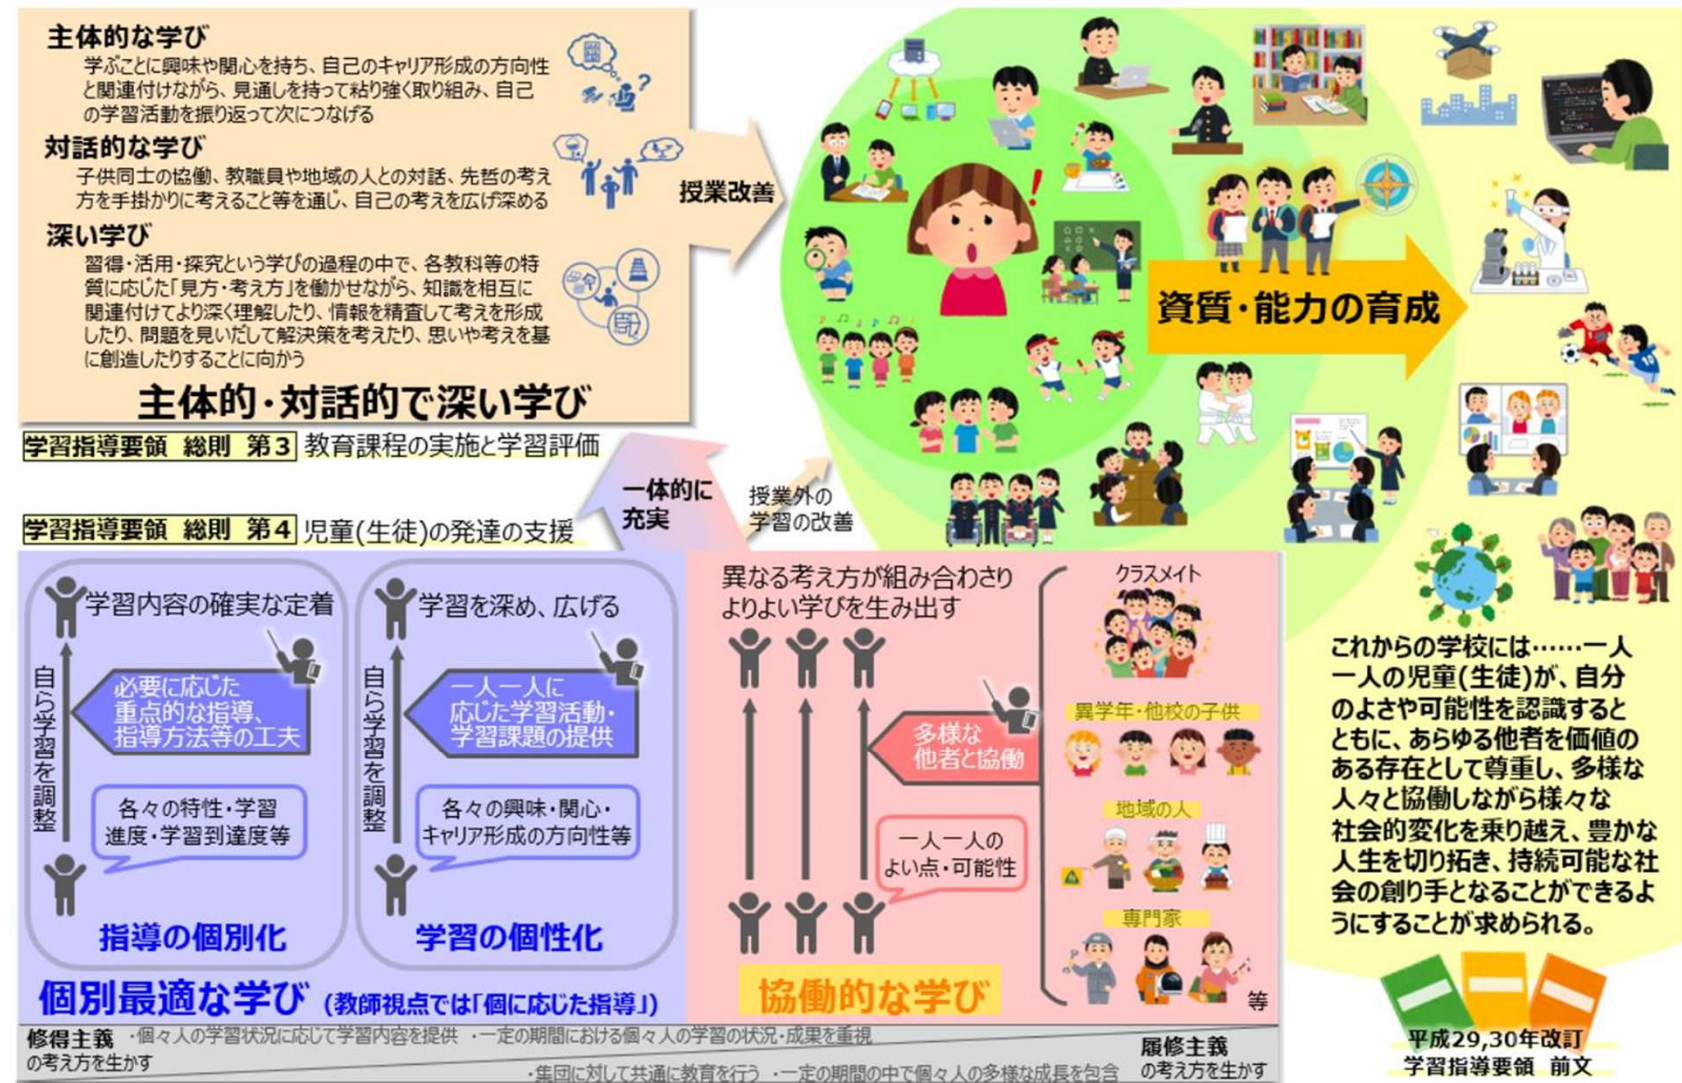 主体的な学び
学ぶことに興味や関心を持ち、自己のキャリア形成の方向性
と関連付けながら、見通しを持って粘り強く取り組み、自己
の学習活動を振り返って次につなげる
対話的な学び
子供同士の協働、教職員や地域の人との対話、先哲の考え
方を手掛かりに考えること等を通じ、自己の考えを広げ深める
深い学び
習得・活用・探究という学びの過程の中で、各教科等の特
質に応じた「見方・考え方」を働かせながら、知識を相互に
関連付けてより深く理解したり、情報を精査して考えを形成
したり、問題を見いだして解決策を考えたり、思いや考えを基
に創造したりすることに向かう
主体的・対話的で深い学び
授業改善
資質・能力の育成
学習指導要領 総則 第3 教育課程の実施と学習評価
一体的に
充実
授業外の
学習の改善
学習指導要領 総則 第4 児童(生徒)の発達の支援
学習内容の確実な定着
自ら学習を調整
必要に応じた
重点的な指導、
指導方法等の工夫
各々の特性・学習
進度・学習到達度等
指導の個別化
学習を深め、広げる
自ら学習を調整
一人一人に
応じた学習活動・
学習課題の提供
各々の興味・関心・
キャリア形成の方向性等
学習の個性化
個別最適な学び (教師視点では「個に応じた指導」)
異なる考え方が組み合わさり
よりよい学びを生み出す
多様な
他者と協働
一人一人の
よい点・可能性
協働的な学び
クラスメイト
異学年・他校の子供
地域の人
専門家
等
修得主義 ・個々人の学習状況に応じて学習内容を提供 ・一定の期間における個々人の学習の状況・成果を重視
の考え方を生かす
履修主義
・集団に対して共通に教育を行う ・一定の期間の中で個々人の多様な成長を包含 の考え方を生かす
これからの学校には……一人
一人の児童(生徒)が、自分
のよさや可能性を認識すると
ともに、あらゆる他者を価値の
ある存在として尊重し、多様な
人々と協働しながら様々な
社会的変化を乗り越え、豊かな
人生を切り拓き、持続可能な社
会の創り手となることができるよ
うにすることが求められる。
平成29,30年改訂
学習指導要領 前文